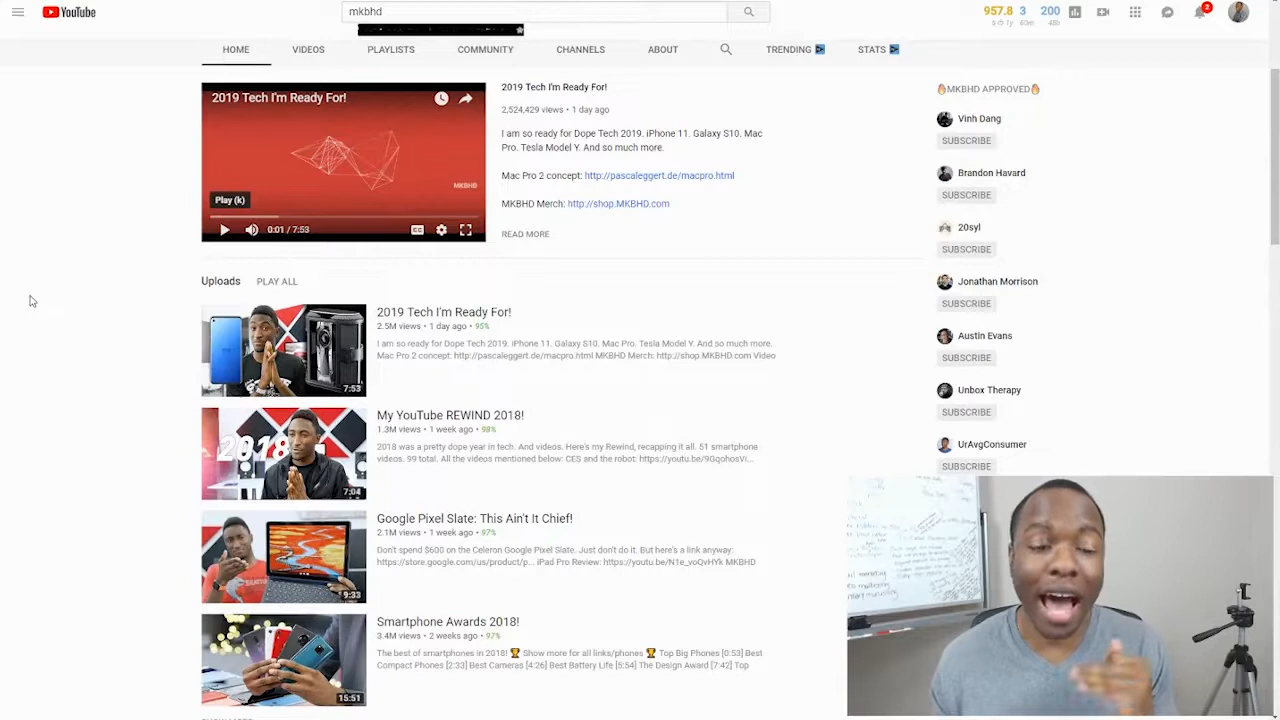 YouTube
mkbhd
957.8 3 200
6 d 1y 60m 48h
2
HOME VIDEOS PLAYLISTS COMMUNITY CHANNELS ABOUT TRENDING STATS
2019 Tech I'm Ready For!
MKBHD
Play (k)
0:01 / 7:53
CC
2019 Tech I'm Ready For!
2,524,429 views • 1 day ago
I am so ready for Dope Tech 2019. iPhone 11. Galaxy S10. Mac
Pro. Tesla Model Y. And so much more.
Mac Pro 2 concept: http://pascaleggert.de/macpro.html
MKBHD Merch: http://shop.MKBHD.com
READ MORE
Uploads PLAY ALL
7:53
2019 Tech I'm Ready For!
2.5M views • 1 day ago • 95%
I am so ready for Dope Tech 2019. iPhone 11. Galaxy S10. Mac Pro. Tesla Model Y. And so much more.
Mac Pro 2 concept: http://pascaleggert.de/macpro.html MKBHD Merch: http://shop.MKBHD.com Video
2018
7:04
My YouTube REWIND 2018!
1.3M views • 1 week ago • 98%
2018 was a pretty dope year in tech. And videos. Here's my Rewind, recapping it all. 51 smartphone
videos. 99 total. All the videos mentioned below: CES and the robot: https://youtu.be/9GqohosVi...
9:33
Google Pixel Slate: This Ain't It Chief!
2.1M views • 1 week ago • 97%
Don't spend $600 on the Celeron Google Pixel Slate. Just don't do it. But here's a link anyway:
https://store.google.com/us/product/p... iPad Pro Review: https://youtu.be/N1e_voQvHYk MKBHD
15:51
Smartphone Awards 2018!
3.4M views • 2 weeks ago • 97%
The best of smartphones in 2018! 🏆 Show more for all links/phones 🏆 Top Big Phones [0:53] Best
Compact Phones [2:33] Best Cameras [4:26] Best Battery Life [5:54] The Design Award [7:42] Top
🔥MKBHD APPROVED🔥
Vinh Dang
SUBSCRIBE
Brandon Havard
SUBSCRIBE
20syl
SUBSCRIBE
Jonathan Morrison
SUBSCRIBE
Austin Evans
SUBSCRIBE
Unbox Therapy
SUBSCRIBE
UrAvgConsumer
SUBSCRIBE